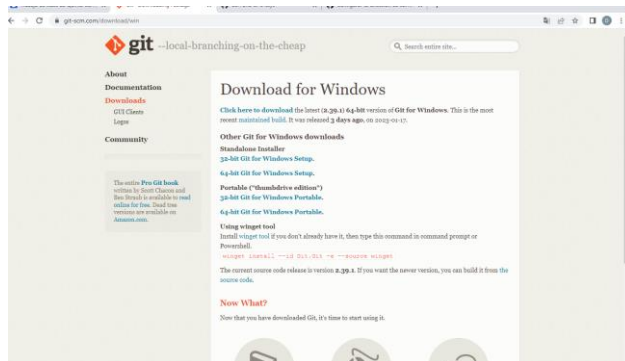 git-scm.com/download/win
git --local-branching-on-the-cheap
Search entire site...
About
Documentation
Downloads
GUI Clients
Logos
Community
The entire Pro Git book
written by Scott Chacon and
Ben Straub is available to read
online for free. Dead tree
versions are available on
Amazon.com.
Download for Windows
Click here to download the latest (2.39.1) 64-bit version of Git for Windows. This is the most
recent maintained build. It was released 3 days ago, on 2023-01-17.
Other Git for Windows downloads
Standalone Installer
32-bit Git for Windows Setup.
64-bit Git for Windows Setup.
Portable ("thumbdrive edition")
32-bit Git for Windows Portable.
64-bit Git for Windows Portable.
Using winget tool
Install winget tool if you don't already have it, then type this command in command prompt or
Powershell.
winget install --id Git.Git -e --source winget
The current source code release is version 2.39.1. If you want the newer version, you can build it from the
source code.
Now What?
Now that you have downloaded Git, it's time to start using it.